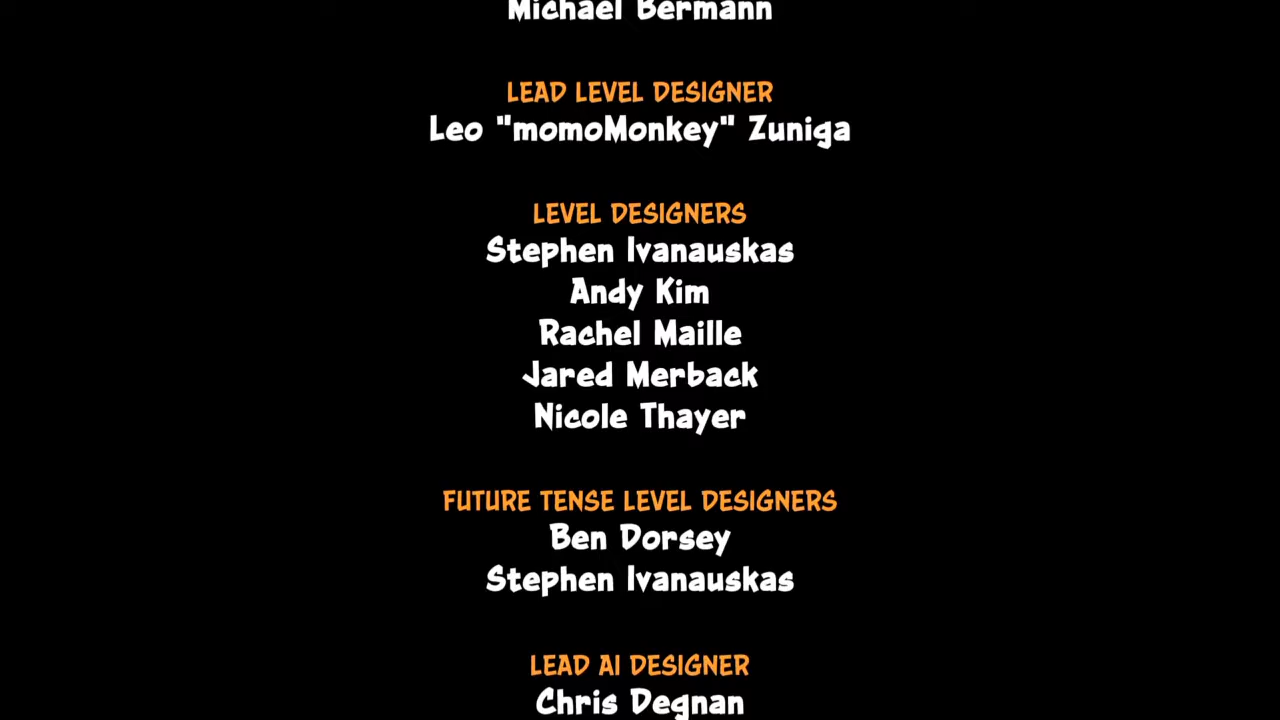 Michael Bermann
LEAD LEVEL DESIGNER
Leo "momoMonkey" Zuniga
LEVEL DESIGNERS
Stephen Ivanauskas
Andy Kim
Rachel Maille
Jared Merback
Nicole Thayer
FUTURE TENSE LEVEL DESIGNERS
Ben Dorsey
Stephen Ivanauskas
LEAD AI DESIGNER
Chris Degnan